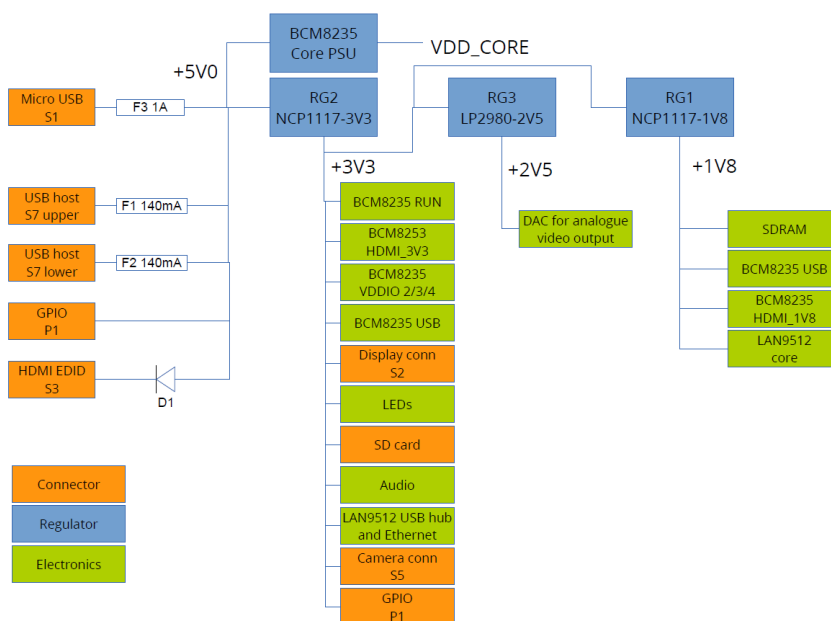 BCM8235
Core PSU
VDD_CORE
+5V0
Micro USB
S1
F3 1A
RG2
NCP1117-3V3
RG3
LP2980-2V5
RG1
NCP1117-1V8
+3V3
+2V5
+1V8
USB host
S7 upper
F1 140mA
USB host
S7 lower
F2 140mA
GPIO
P1
HDMI EDID
S3
D1
BCM8235 RUN
BCM8253
HDMI_3V3
BCM8235
VDDIO 2/3/4
BCM8235 USB
Display conn
S2
LEDs
SD card
Audio
LAN9512 USB hub
and Ethernet
Camera conn
S5
GPIO
P1
DAC for analogue
video output
SDRAM
BCM8235 USB
BCM8235
HDMI_1V8
LAN9512
core
Connector
Regulator
Electronics